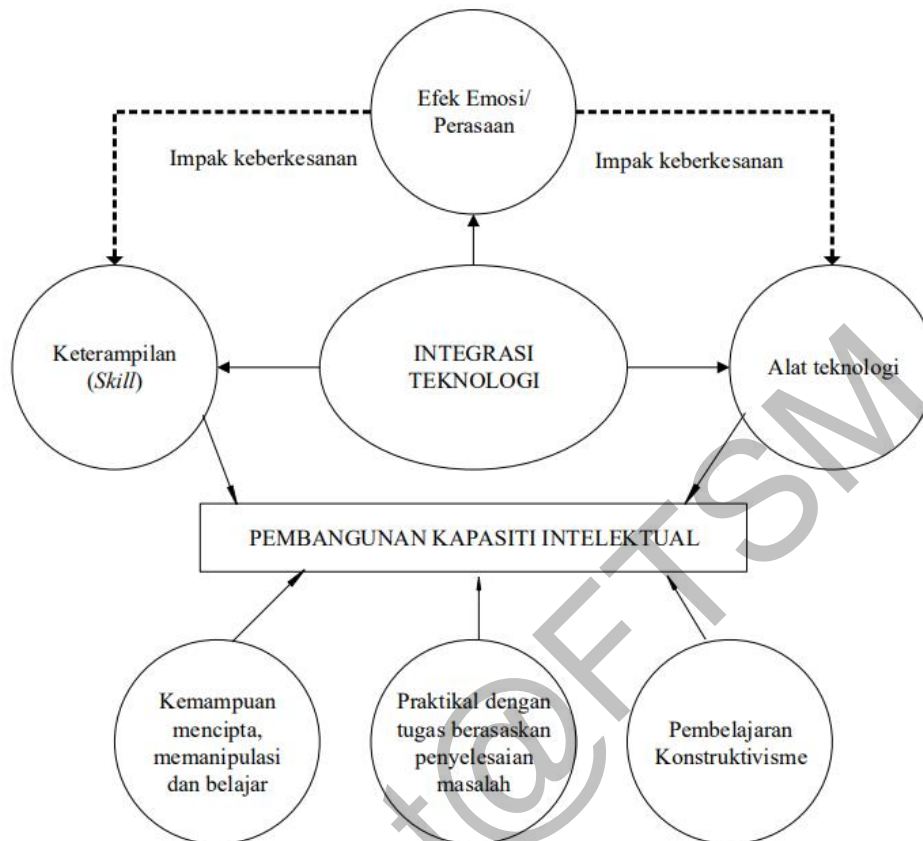 Efek Emosi/
Perasaan
Impak keberkesanan
Impak keberkesanan
Keterampilan
(Skill)
INTEGRASI
TEKNOLOGI
Alat teknologi
PEMBANGUNAN KAPASITI INTELEKTUAL
Kemampuan
mencipta,
memanipulasi
dan belajar
Praktikal dengan
tugas berasaskan
penyelesaian
masalah
Pembelajaran
Konstruktivisme
t@FTSM